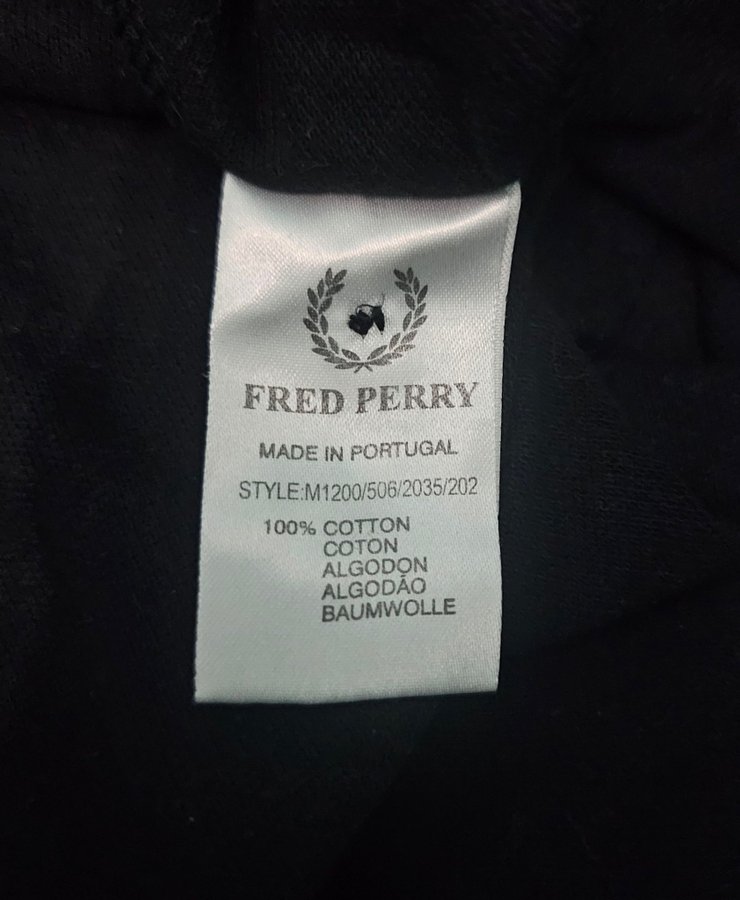 FRED PERRY
MADE IN PORTUGAL
STYLE:M1200/506/2035/202
100% COTTON
COTON
ALGODON
ALGODÃO
BAUMWOLLE